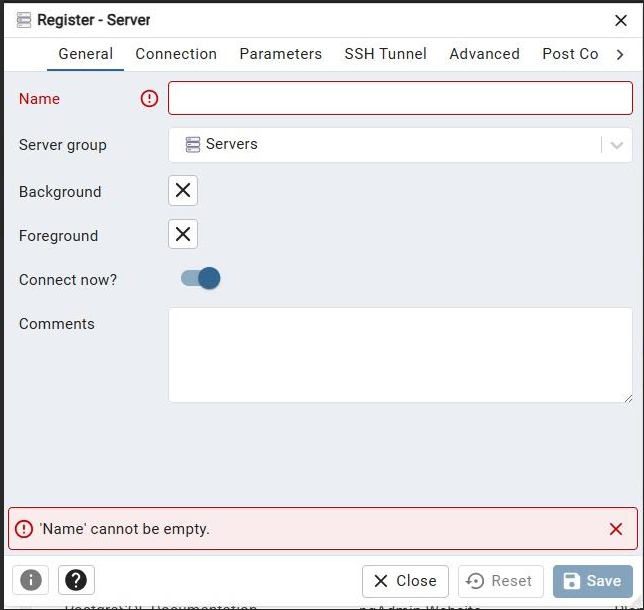 Register - Server
General Connection Parameters SSH Tunnel Advanced Post Co
Name
Server group Servers
Background
Foreground
Connect now?
Comments
'Name' cannot be empty.
Close Reset Save